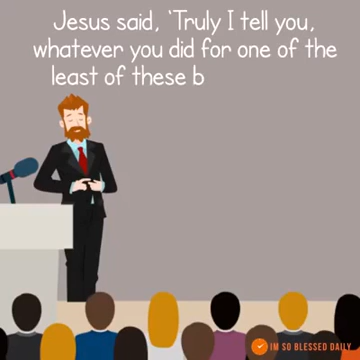 Jesus said, 'Truly I tell you,
whatever you did for one of the
least of these b
IM SO BLESSED DAILY